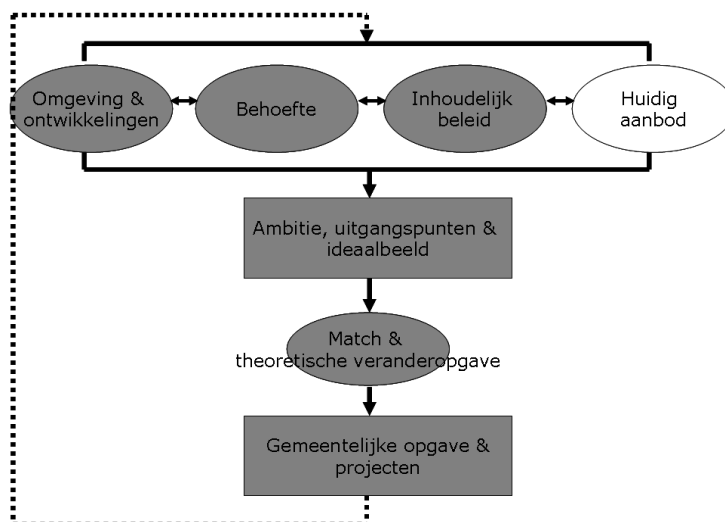 Omgeving &
ontwikkelingen
Behoefte
Inhoudelijk
beleid
Huidig
aanbod
Ambitie, uitgangspunten &
ideaalbeeld
Match &
theoretische veranderopgave
Gemeentelijke opgave &
projecten